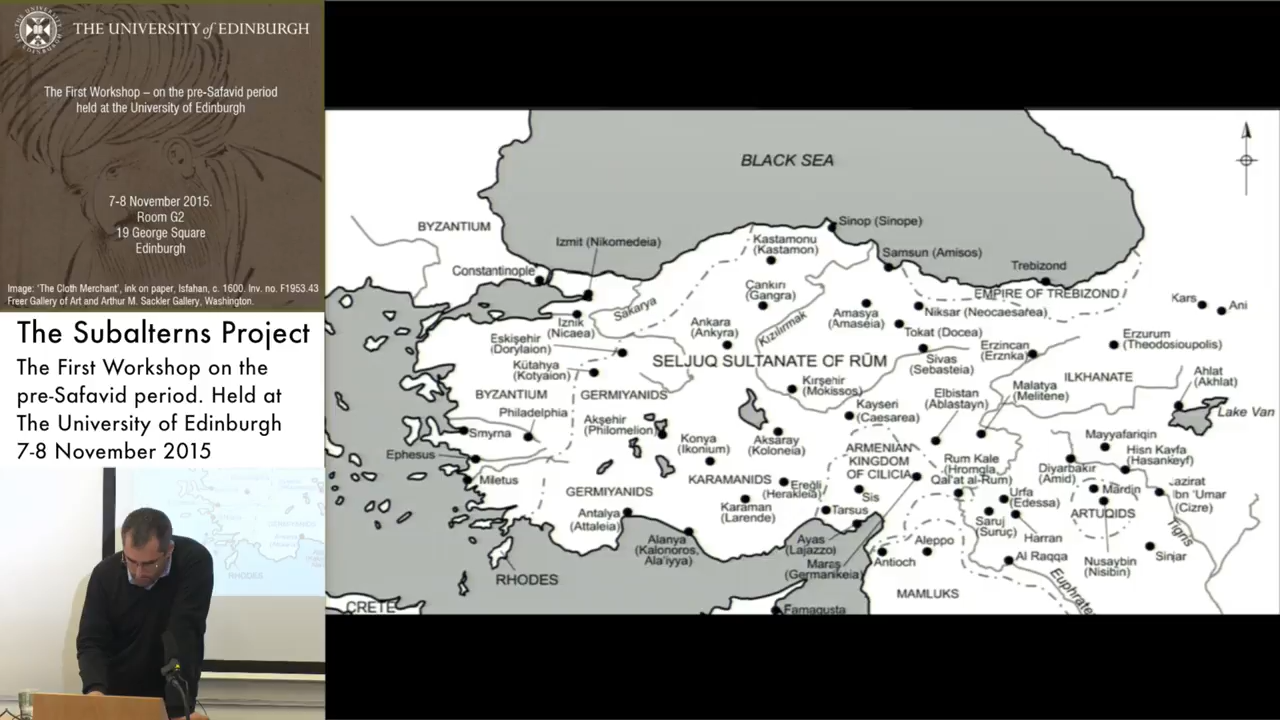 THE UNIVERSITY of EDINBURGH
The First Workshop – on the pre-Safavid period
held at the University of Edinburgh
7-8 November 2015.
Room G2
19 George Square
Edinburgh
Image: 'The Cloth Merchant', ink on paper, Isfahan, c. 1600. Inv. no. F1953.43
Freer Gallery of Art and Arthur M. Sackler Gallery, Washington.
The Subalterns Project
The First Workshop on the
pre-Safavid period. Held at
The University of Edinburgh
7-8 November 2015
RHODES
BLACK SEA
BYZANTIUM
Sinop (Sinope)
Izmit (Nikomedeia)
Kastamonu
(Kastamon)
Samsun (Amisos)
Constantinople
Trebizond
Çankırı
(Gangra)
EMPIRE OF TREBIZOND
Kars
Ani
Sakarya
Iznik
(Nicaea)
Ankara
(Ankyra)
Kızılırmak
Amasya
(Amaseia)
Niksar (Neocaesarea)
Tokat (Docea)
Eskişehir
(Dorylaion)
Erzincan
(Erznka)
Erzurum
(Theodosioupolis)
SELJUQ SULTANATE OF RŪM
Sivas
(Sebasteia)
Kütahya
(Kotyaion)
Kırşehir
(Mokissos)
Elbistan
(Ablastayn)
Malatya
(Melitene)
ILKHANATE
Ahlat
(Akhlat)
BYZANTIUM
GERMIYANIDS
Kayseri
(Caesarea)
Lake Van
Philadelphia
Akşehir
(Philomelion)
Smyrna
Konya
(Ikonium)
Aksaray
(Koloneia)
ARMENIAN
KINGDOM
OF CILICIA
Mayyafariqin
Ephesus
Rum Kale
(Hromgla,
Qal'at al-Rum)
Diyarbakır
(Amid)
Hisn Kayfa
(Hasankeyf)
Miletus
KARAMANIDS
Ereğli
(Herakleia)
Sis
Urfa
(Edessa)
Mardin
Jazirat
Ibn 'Umar
(Cizre)
GERMIYANIDS
Karaman
(Larende)
Tarsus
Saruj
(Suruç)
ARTUQIDS
Antalya
(Attaleia)
Harran
Tigris
Alanya
(Kalonoros,
Ala'iyya)
Ayas
(Lajazzo)
Aleppo
Al Raqqa
Nusaybin
(Nisibin)
Sinjar
Maraş
(Germanikeia)
Antioch
RHODES
MAMLUKS
Euphrate
CRETE
Famagusta